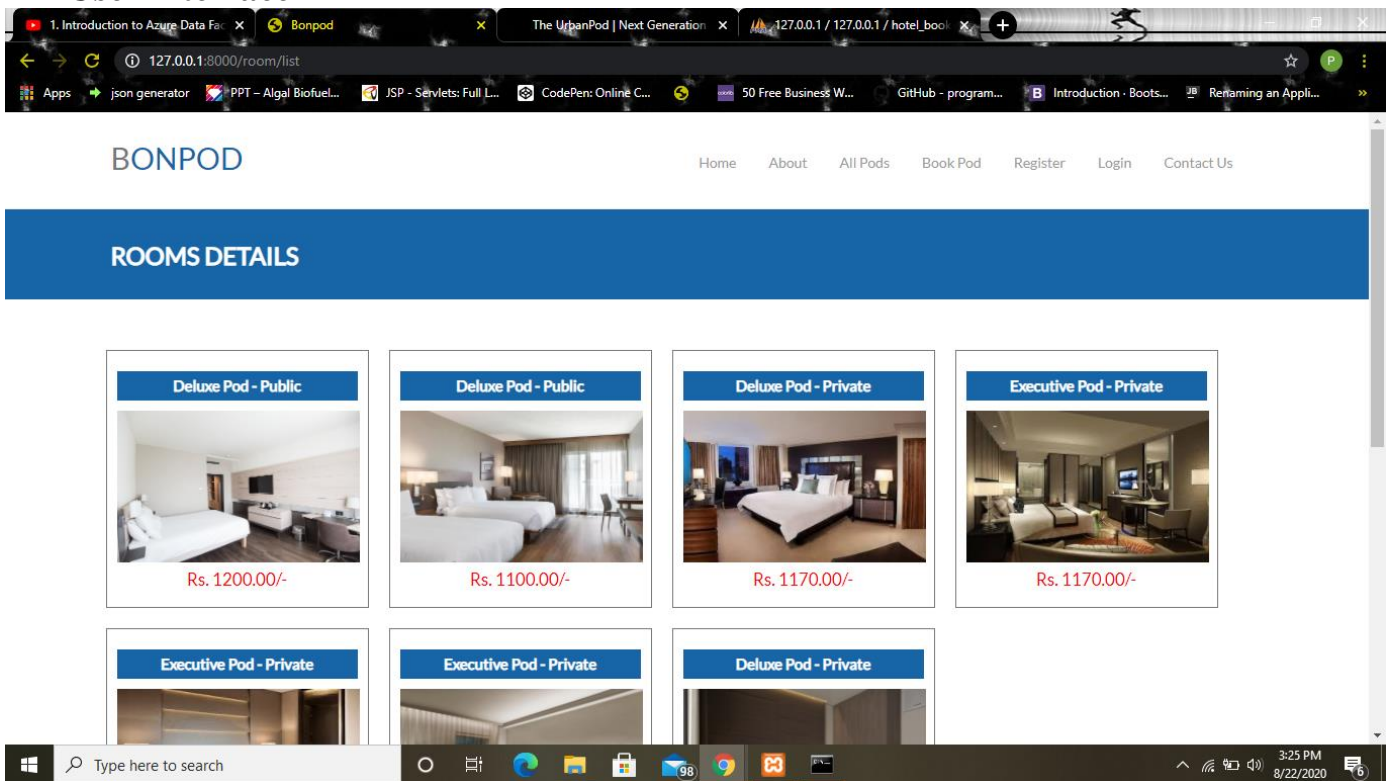 1. Introduction to Azure Data Fac
Bonpod
The UrbanPod | Next Generation
127.0.0.1 / 127.0.0.1 / hotel_book
127.0.0.1:8000/room/list
P
Apps
json generator
PPT – Algal Biofuel...
JSP - Servlets: Full L...
CodePen: Online C...
50 Free Business W...
GitHub - program...
B Introduction · Boots...
JB Renaming an Appli...
»
BONPOD
Home About All Pods Book Pod Register Login Contact Us
ROOMS DETAILS
Deluxe Pod - Public
Deluxe Pod - Public
Deluxe Pod - Private
Executive Pod - Private
Rs. 1200.00/-
Rs. 1100.00/-
Rs. 1170.00/-
Rs. 1170.00/-
Executive Pod - Private
Executive Pod - Private
Deluxe Pod - Private
Type here to search
98
3:25 PM
8/22/2020
6